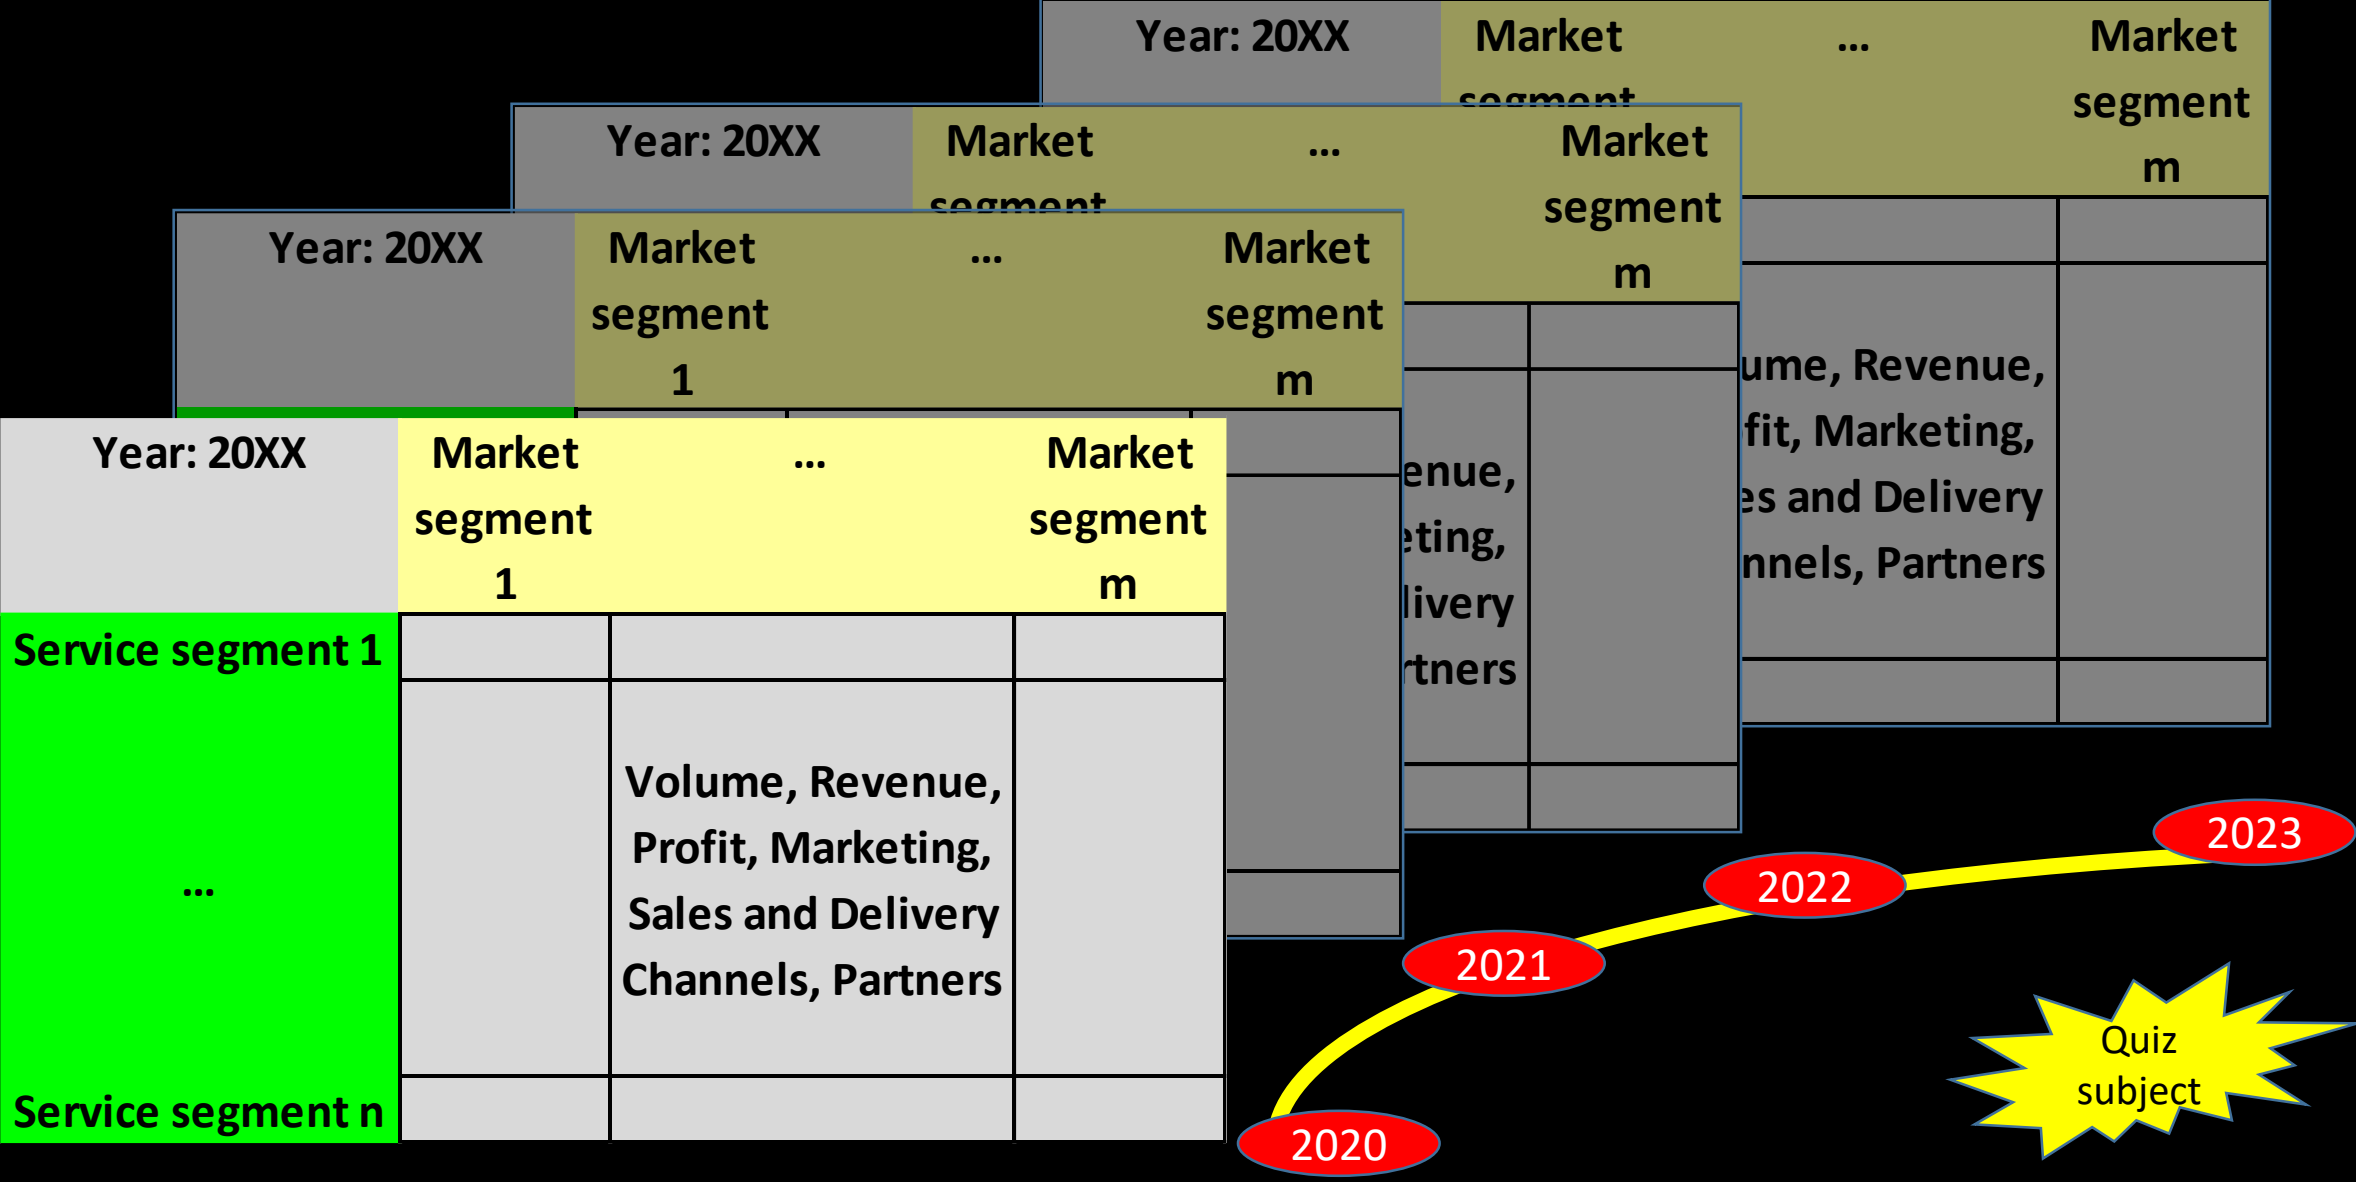 Year: 20XX Market ... Market
segment segment
m
Year: 20XX Market ... Market
segment segment
m
Year: 20XX Market ... Market
segment segment
1 m
Year: 20XX Market ... Market
segment segment
1 m
Service segment 1
...
Service segment n
Volume, Revenue,
Profit, Marketing,
Sales and Delivery
Channels, Partners
enue,
eting,
livery
rtners
ume, Revenue,
fit, Marketing,
es and Delivery
nnels, Partners
2020
2021
2022
2023
Quiz
subject